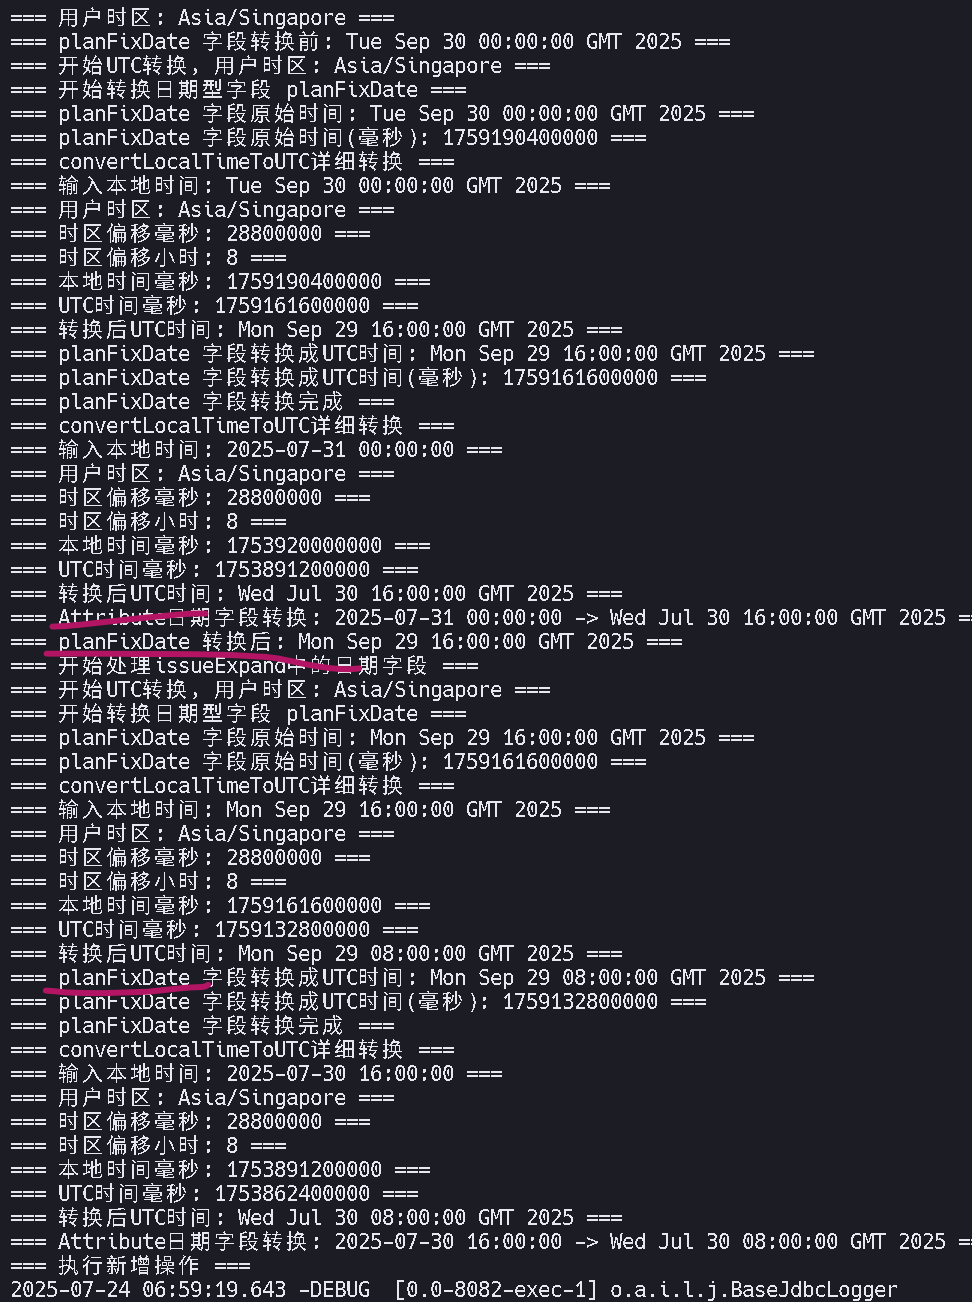 === 用户时区: Asia/Singapore ===
=== planFixDate 字段转换前: Tue Sep 30 00:00:00 GMT 2025 ===
=== 开始UTC转换, 用户时区: Asia/Singapore ===
=== 开始转换日期型字段 planFixDate ===
=== planFixDate 字段原始时间: Tue Sep 30 00:00:00 GMT 2025 ===
=== planFixDate 字段原始时间(毫秒): 1759190400000 ===
=== convertLocalTimeToUTC详细转换 ===
=== 输入本地时间: Tue Sep 30 00:00:00 GMT 2025 ===
=== 用户时区: Asia/Singapore ===
=== 时区偏移毫秒: 28800000 ===
=== 时区偏移小时: 8 ===
=== 本地时间毫秒: 1759190400000 ===
=== UTC时间毫秒: 1759161600000 ===
=== 转换后UTC时间: Mon Sep 29 16:00:00 GMT 2025 ===
=== planFixDate 字段转换成UTC时间: Mon Sep 29 16:00:00 GMT 2025 ===
=== planFixDate 字段转换成UTC时间(毫秒): 1759161600000 ===
=== planFixDate 字段转换完成 ===
=== convertLocalTimeToUTC详细转换 ===
=== 输入本地时间: 2025-07-31 00:00:00 ===
=== 用户时区: Asia/Singapore ===
=== 时区偏移毫秒: 28800000 ===
=== 时区偏移小时: 8 ===
=== 本地时间毫秒: 1753920000000 ===
=== UTC时间毫秒: 1753891200000 ===
=== 转换后UTC时间: Wed Jul 30 16:00:00 GMT 2025 ===
=== Attribute日期字段转换: 2025-07-31 00:00:00 -> Wed Jul 30 16:00:00 GMT 2025 ==
=== planFixDate 转换后: Mon Sep 29 16:00:00 GMT 2025 ===
=== 开始处理issueExpand中的日期字段 ===
=== 开始UTC转换, 用户时区: Asia/Singapore ===
=== 开始转换日期型字段 planFixDate ===
=== planFixDate 字段原始时间: Mon Sep 29 16:00:00 GMT 2025 ===
=== planFixDate 字段原始时间(毫秒): 1759161600000 ===
=== convertLocalTimeToUTC详细转换 ===
=== 输入本地时间: Mon Sep 29 16:00:00 GMT 2025 ===
=== 用户时区: Asia/Singapore ===
=== 时区偏移毫秒: 28800000 ===
=== 时区偏移小时: 8 ===
=== 本地时间毫秒: 1759161600000 ===
=== UTC时间毫秒: 1759132800000 ===
=== 转换后UTC时间: Mon Sep 29 08:00:00 GMT 2025 ===
=== planFixDate 字段转换成UTC时间: Mon Sep 29 08:00:00 GMT 2025 ===
=== planFixDate 字段转换成UTC时间(毫秒): 1759132800000 ===
=== planFixDate 字段转换完成 ===
=== convertLocalTimeToUTC详细转换 ===
=== 输入本地时间: 2025-07-30 16:00:00 ===
=== 用户时区: Asia/Singapore ===
=== 时区偏移毫秒: 28800000 ===
=== 时区偏移小时: 8 ===
=== 本地时间毫秒: 1753891200000 ===
=== UTC时间毫秒: 1753862400000 ===
=== 转换后UTC时间: Wed Jul 30 08:00:00 GMT 2025 ===
=== Attribute日期字段转换: 2025-07-30 16:00:00 -> Wed Jul 30 08:00:00 GMT 2025 ==
=== 执行新增操作 ===
2025-07-24 06:59:19.643 -DEBUG [0.0-8082-exec-1] o.a.i.l.j.BaseJdbcLogger